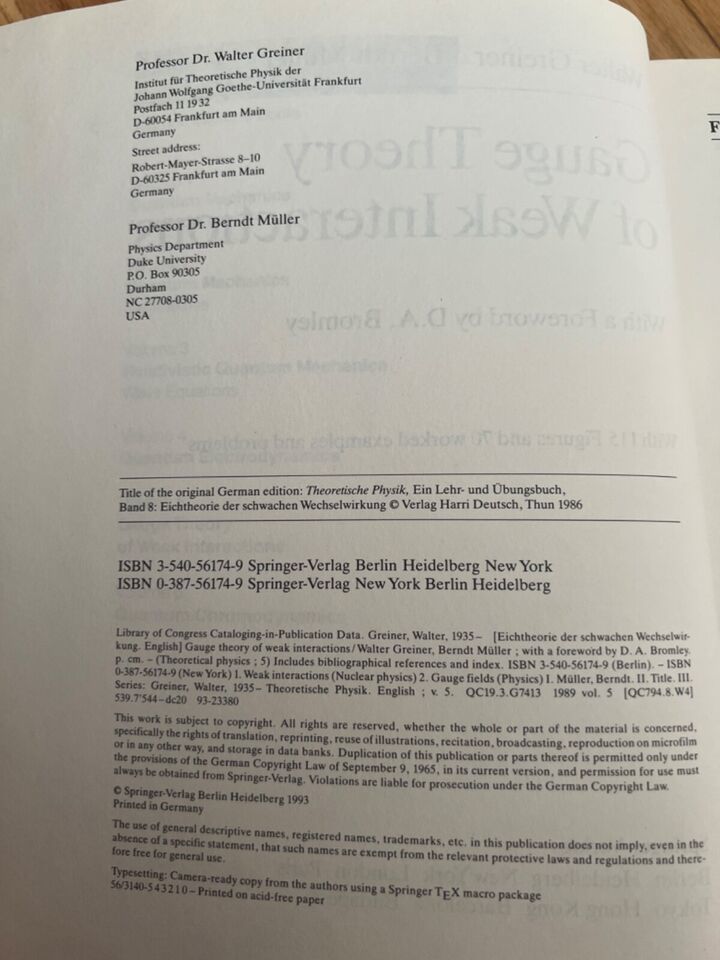 Professor Dr. Walter Greiner
Institut für Theoretische Physik der
Johann Wolfgang Goethe-Universität Frankfurt
Postfach 11 19 32
D-60054 Frankfurt am Main
Germany
Street address:
Robert-Mayer-Strasse 8–10
D-60325 Frankfurt am Main
Germany
Professor Dr. Berndt Müller
Physics Department
Duke University
P.O. Box 90305
Durham
NC 27708-0305
USA
Gauge Theory
of Weak Interactions
With a Foreword by D.A. Bromley
With 115 Figures and 70 worked examples and problems
Title of the original German edition: Theoretische Physik, Ein Lehr- und Übungsbuch,
Band 8: Eichtheorie der schwachen Wechselwirkung © Verlag Harri Deutsch, Thun 1986
ISBN 3-540-56174-9 Springer-Verlag Berlin Heidelberg New York
ISBN 0-387-56174-9 Springer-Verlag New York Berlin Heidelberg
Library of Congress Cataloging-in-Publication Data. Greiner, Walter, 1935– [Eichtheorie der schwachen Wechselwir-
kung. English] Gauge theory of weak interactions / Walter Greiner, Berndt Müller ; with a foreword by D. A. Bromley.
p. cm. – (Theoretical physics ; 5) Includes bibliographical references and index. ISBN 3-540-56174-9 (Berlin). – ISBN
0-387-56174-9 (New York) 1. Weak interactions (Nuclear physics) 2. Gauge fields (Physics) I. Müller, Berndt. II. Title. III.
Series: Greiner, Walter, 1935– Theoretische Physik. English ; v. 5. QC19.3.G7413 1989 vol. 5 [QC794.8.W4]
539.7'544–dc20 93-23380
This work is subject to copyright. All rights are reserved, whether the whole or part of the material is concerned,
specifically the rights of translation, reprinting, reuse of illustrations, recitation, broadcasting, reproduction on microfilm
or in any other way, and storage in data banks. Duplication of this publication or parts thereof is permitted only under
the provisions of the German Copyright Law of September 9, 1965, in its current version, and permission for use must
always be obtained from Springer-Verlag. Violations are liable for prosecution under the German Copyright Law.
© Springer-Verlag Berlin Heidelberg 1993
Printed in Germany
The use of general descriptive names, registered names, trademarks, etc. in this publication does not imply, even in the
absence of a specific statement, that such names are exempt from the relevant protective laws and regulations and there-
fore free for general use.
Typesetting: Camera-ready copy from the authors using a Springer TEX macro package
56/3140-5 4 3 2 1 0 – Printed on acid-free paper